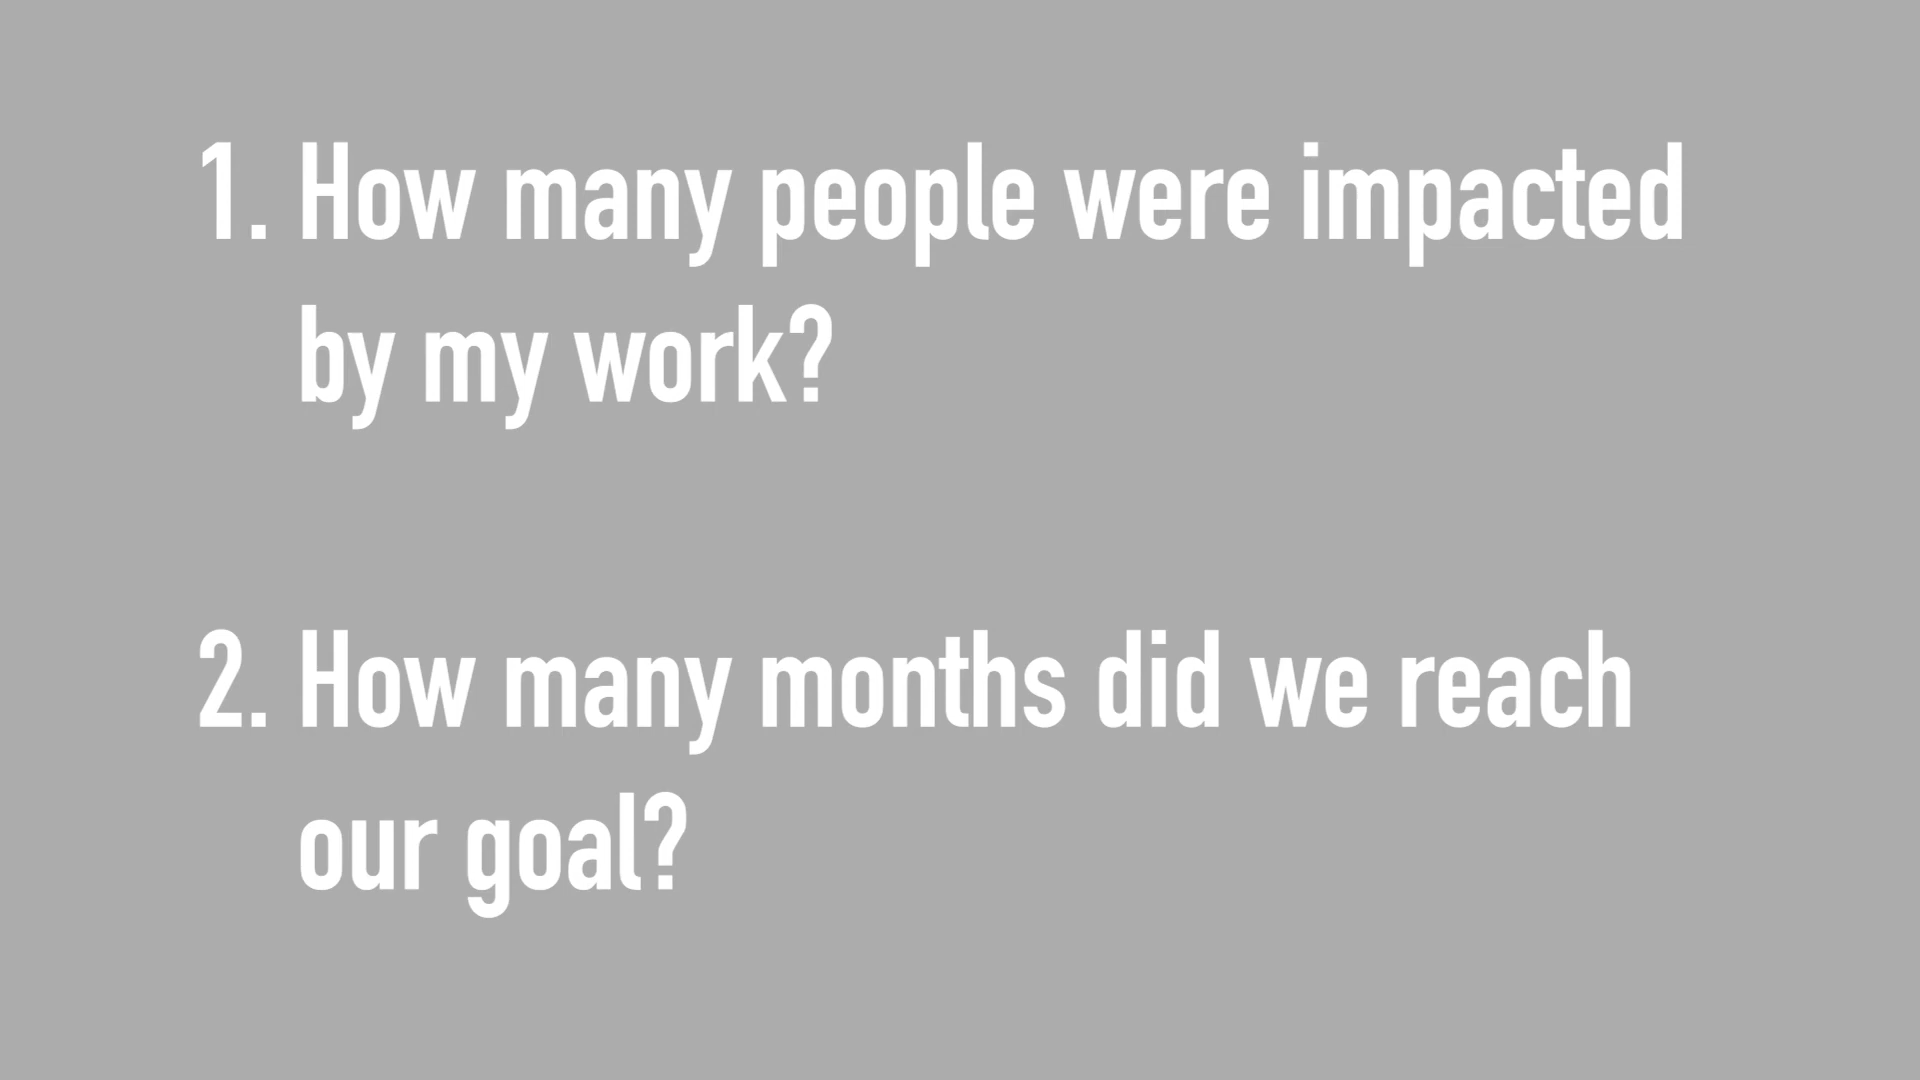 1. How many people were impacted
by my work?
2. How many months did we reach
our goal?